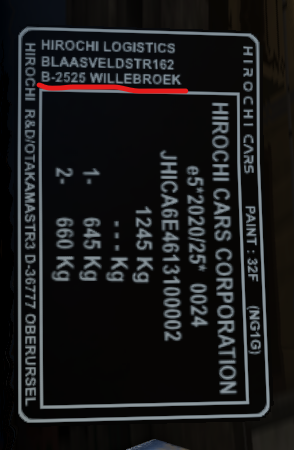 HIROCHI LOGISTICS
BLAASVELDSTR162
B-2525 WILLEBROEK
HIROCHI CARS PAINT : 32F (NG1G)
HIROCHI CARS CORPORATION
e5*2020/25* 0024
JHICA6E4613100002
1245 Kg
- - - Kg
1- 645 Kg
2- 660 Kg
HIROCHI R&D/OTAKAMASTR3 D-36777 OBERURSEL